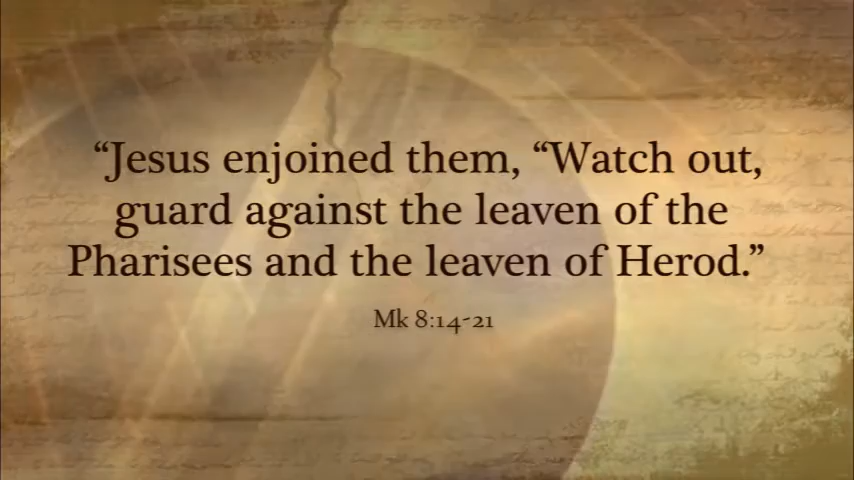 “Jesus enjoined them, “Watch out,
guard against the leaven of the
Pharisees and the leaven of Herod.”
Mk 8:14-21